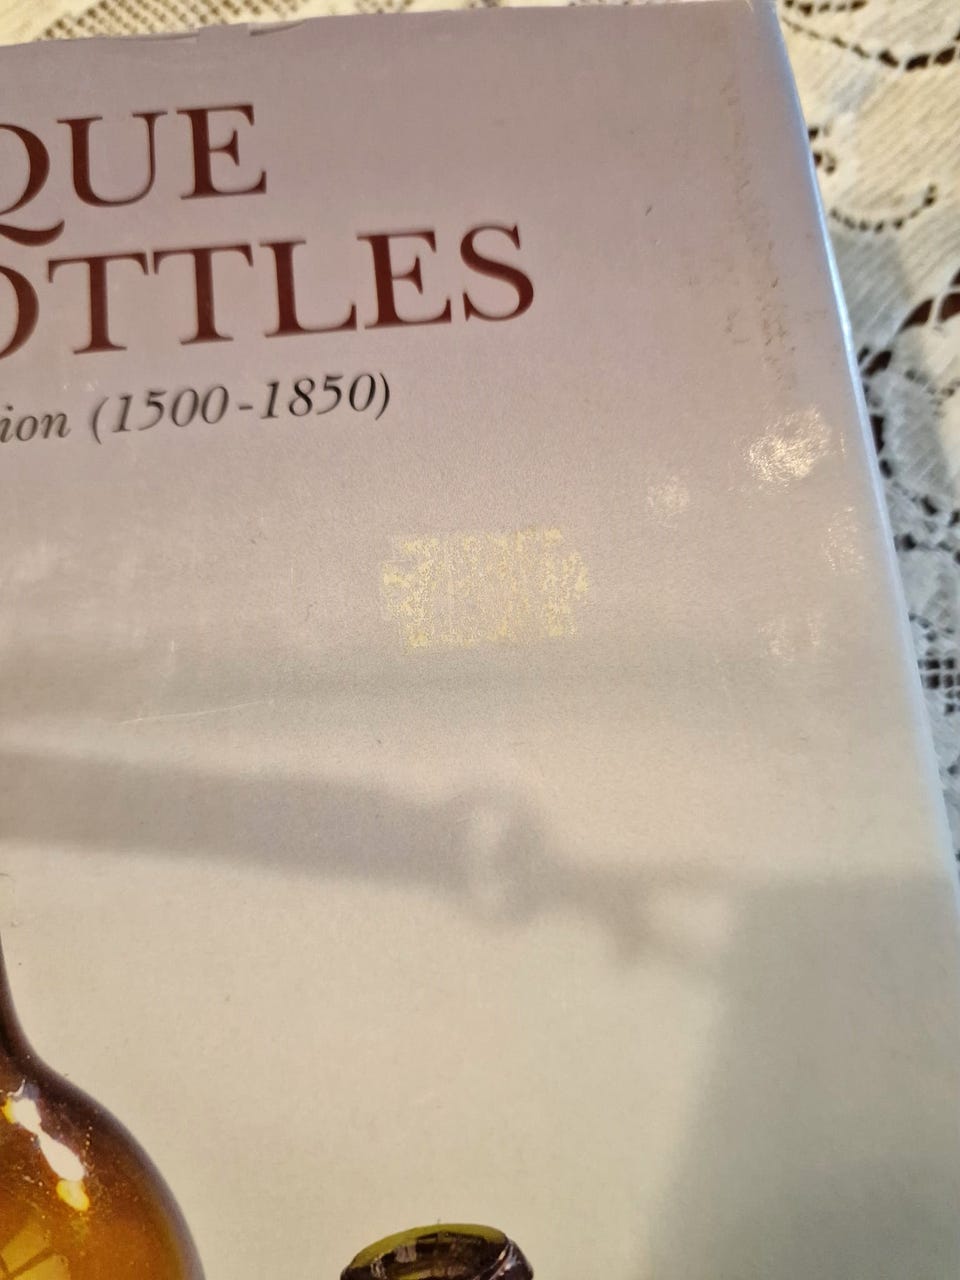 QUE
OTTLES
ion (1500-1850)